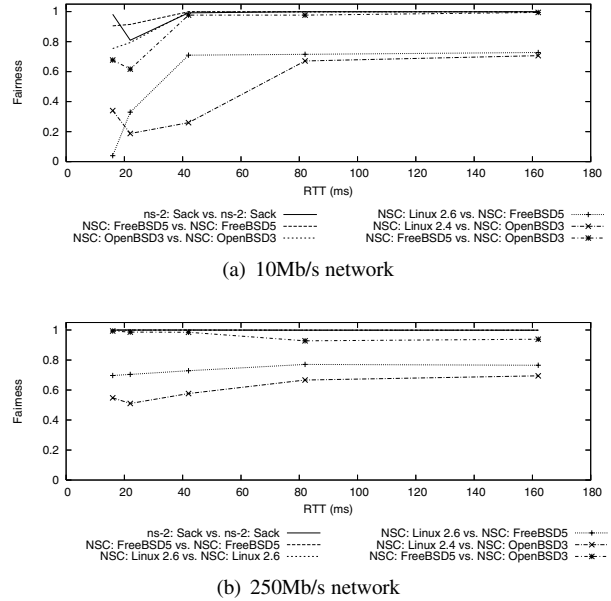 1
0.8
0.6
0.4
0.2
0
Fairness
0 20 40 60 80 100 120 140 160 180
RTT (ms)
ns-2: Sack vs. ns-2: Sack
NSC: FreeBSD5 vs. NSC: FreeBSD5
NSC: OpenBSD3 vs. NSC: OpenBSD3
NSC: Linux 2.6 vs. NSC: FreeBSD5
NSC: Linux 2.4 vs. NSC: OpenBSD3
NSC: FreeBSD5 vs. NSC: OpenBSD3
(a) 10Mb/s network
1
0.8
0.6
0.4
0.2
0
Fairness
0 20 40 60 80 100 120 140 160 180
RTT (ms)
ns-2: Sack vs. ns-2: Sack
NSC: FreeBSD5 vs. NSC: FreeBSD5
NSC: Linux 2.6 vs. NSC: Linux 2.6
NSC: Linux 2.6 vs. NSC: FreeBSD5
NSC: Linux 2.4 vs. NSC: OpenBSD3
NSC: FreeBSD5 vs. NSC: OpenBSD3
(b) 250Mb/s network